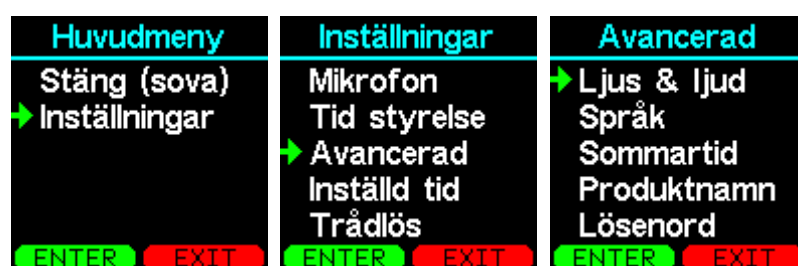 Huvudmeny
Stäng (sova)
Inställningar
ENTER EXIT
Inställningar
Mikrofon
Tid styrelse
Avancerad
Inställd tid
Trådlös
ENTER EXIT
Avancerad
Ljus & ljud
Språk
Sommartid
Produktnamn
Lösenord
ENTER EXIT